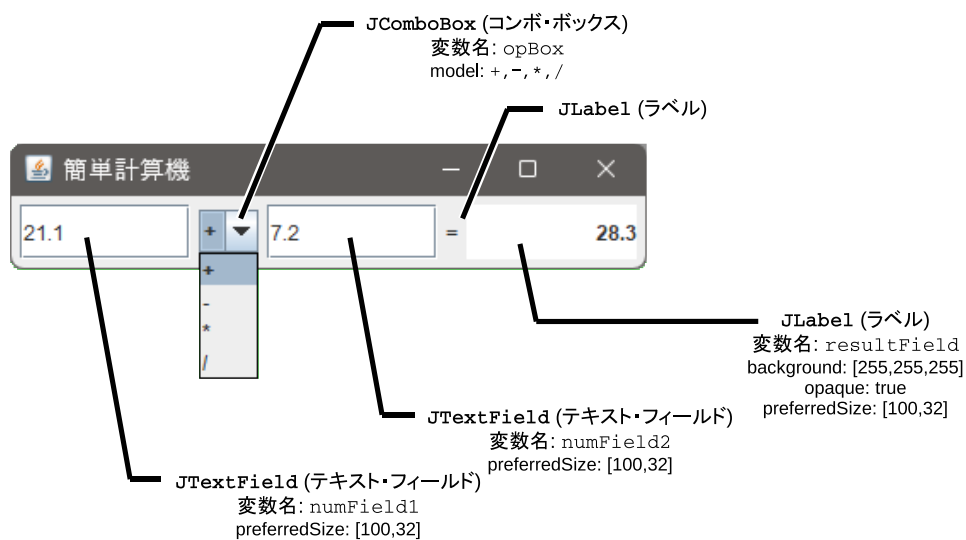 JComboBox (コンボ・ボックス)
変数名: opBox
model: +,-,*,/
JLabel (ラベル)
簡単計算機
21.1
+
7.2
=
28.3
+
-
*
/
JLabel (ラベル)
変数名: resultField
background: [255,255,255]
opaque: true
preferredSize: [100,32]
JTextField (テキスト・フィールド)
変数名: numField2
preferredSize: [100,32]
JTextField (テキスト・フィールド)
変数名: numField1
preferredSize: [100,32]